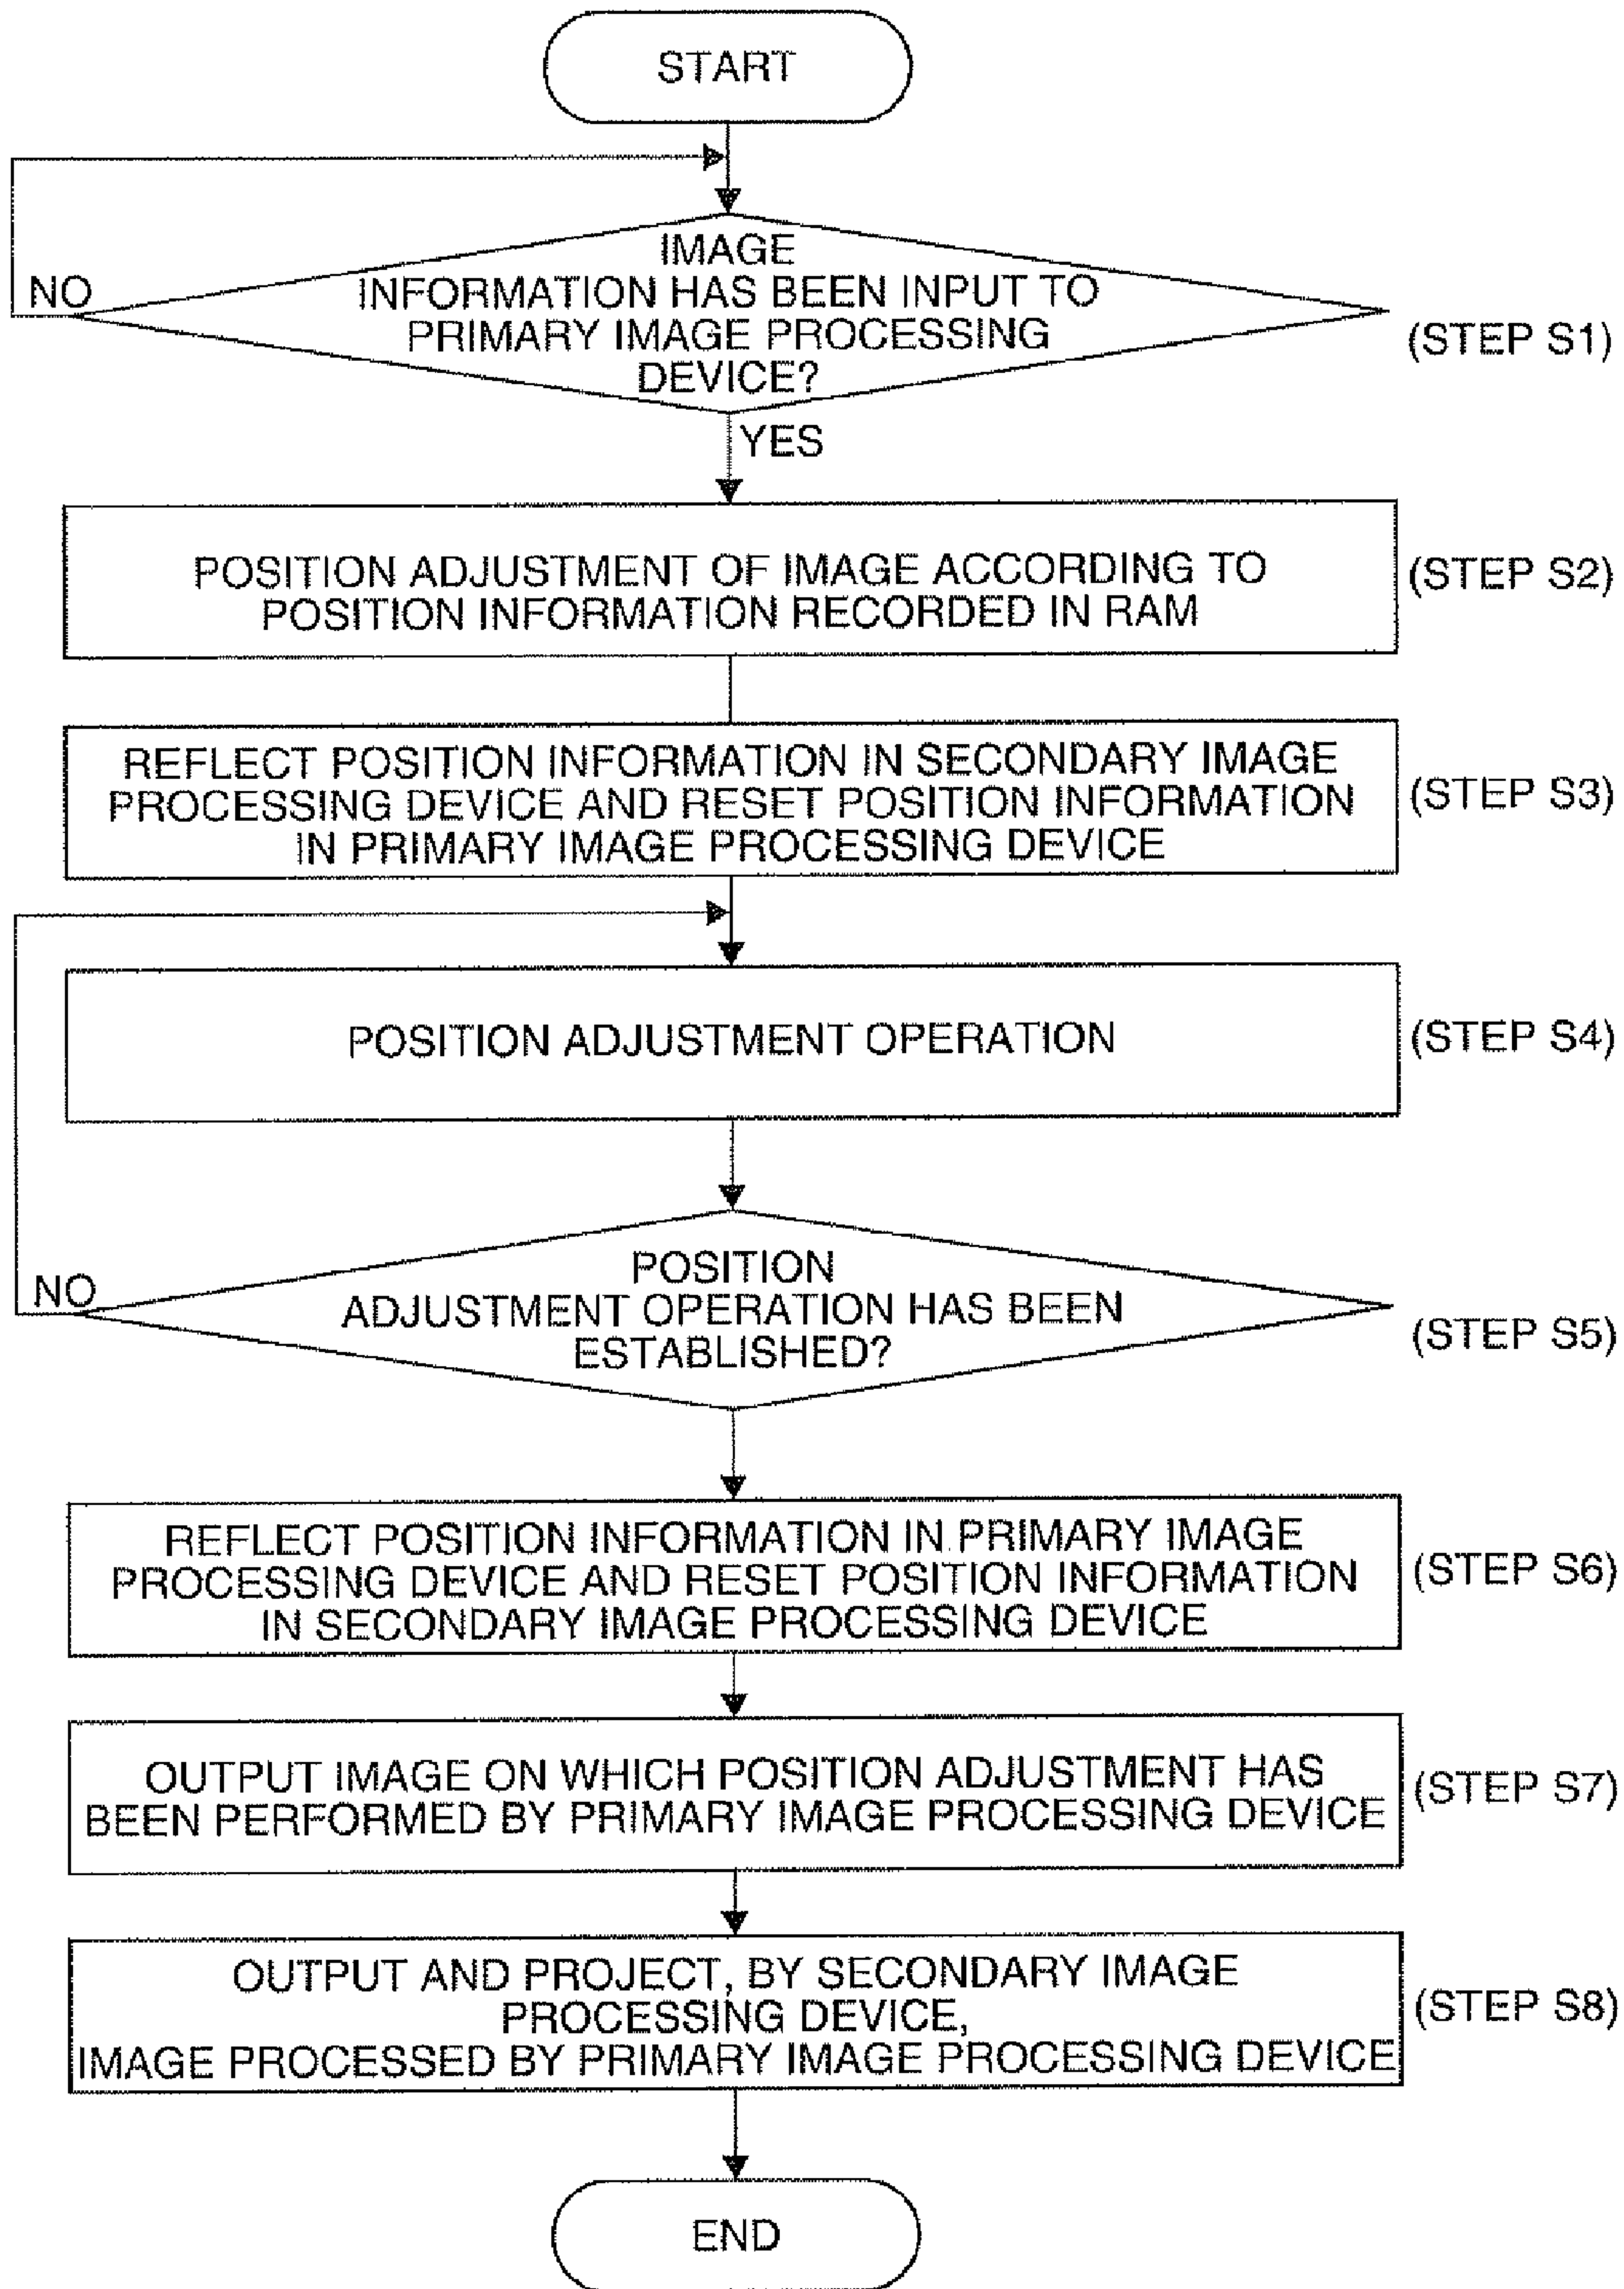 START
NO
IMAGE
INFORMATION HAS BEEN INPUT TO
PRIMARY IMAGE PROCESSING
DEVICE?
(STEP S1)
YES
POSITION ADJUSTMENT OF IMAGE ACCORDING TO
POSITION INFORMATION RECORDED IN RAM
(STEP S2)
REFLECT POSITION INFORMATION IN SECONDARY IMAGE
PROCESSING DEVICE AND RESET POSITION INFORMATION
IN PRIMARY IMAGE PROCESSING DEVICE
(STEP S3)
POSITION ADJUSTMENT OPERATION
(STEP S4)
NO
POSITION
ADJUSTMENT OPERATION HAS BEEN
ESTABLISHED?
(STEP S5)
REFLECT POSITION INFORMATION IN PRIMARY IMAGE
PROCESSING DEVICE AND RESET POSITION INFORMATION
IN SECONDARY IMAGE PROCESSING DEVICE
(STEP S6)
OUTPUT IMAGE ON WHICH POSITION ADJUSTMENT HAS
BEEN PERFORMED BY PRIMARY IMAGE PROCESSING DEVICE
(STEP S7)
OUTPUT AND PROJECT, BY SECONDARY IMAGE
PROCESSING DEVICE,
IMAGE PROCESSED BY PRIMARY IMAGE PROCESSING DEVICE
(STEP S8)
END